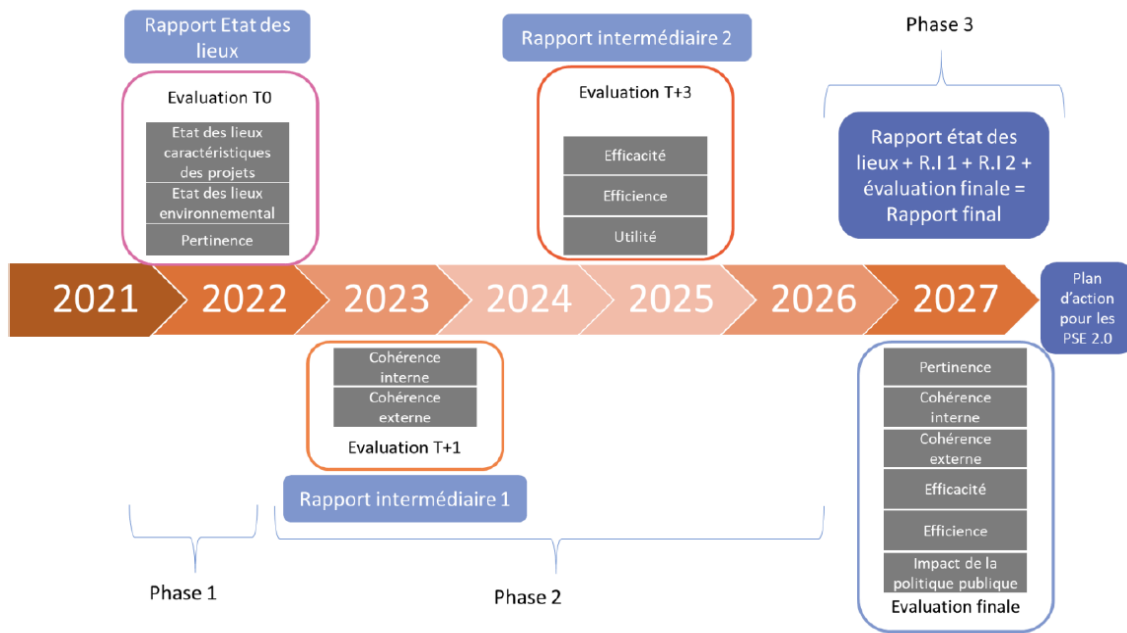 Rapport Etat des
lieux
Evaluation T0
Etat des lieux
caractéristiques
des projets
Etat des lieux
environnemental
Pertinence
Rapport intermédiaire 2
Evaluation T+3
Efficacité
Efficience
Utilité
Phase 3
Rapport état des
lieux + R.I 1 + R.I 2 +
évaluation finale =
Rapport final
2021
2022
2023
2024
2025
2026
2027
Plan
d'action
pour les
PSE 2.0
Cohérence
interne
Cohérence
externe
Evaluation T+1
Rapport intermédiaire 1
Phase 1
Phase 2
Pertinence
Cohérence
interne
Cohérence
externe
Efficacité
Efficience
Impact de la
politique publique
Evaluation finale